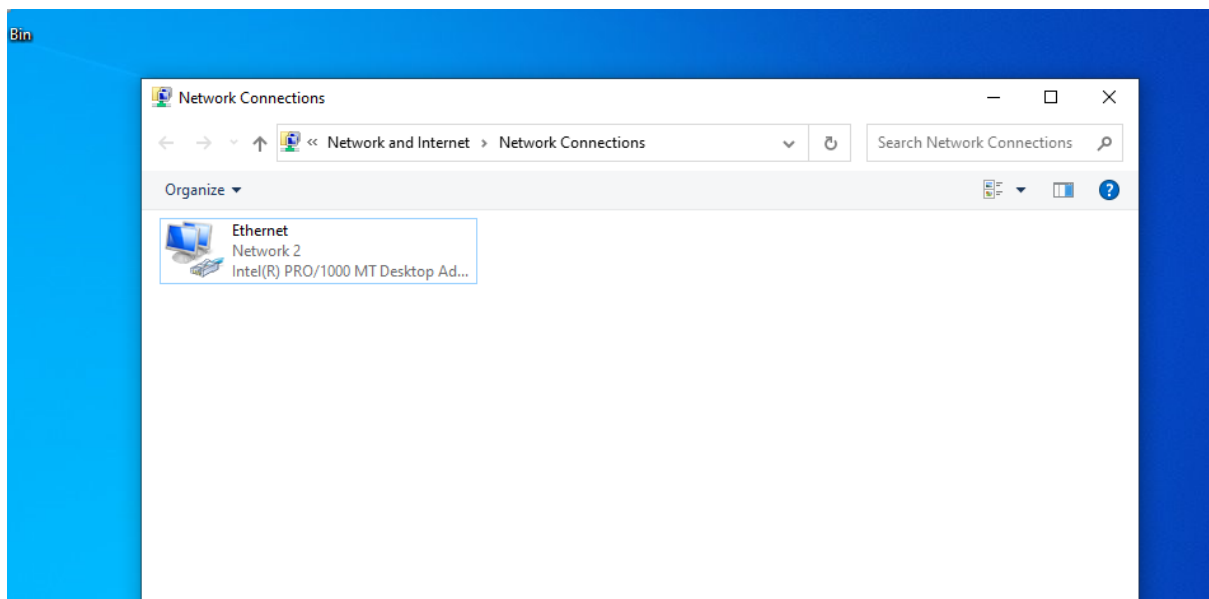 Bin
Network Connections
« Network and Internet > Network Connections
Search Network Connections
Organize
Ethernet
Network 2
Intel(R) PRO/1000 MT Desktop Ad...